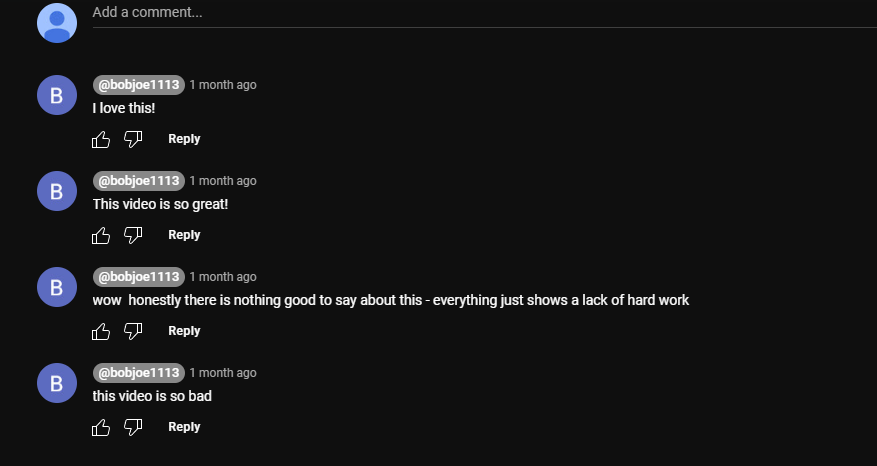 Add a comment...
B
@bobjoe1113 1 month ago
I love this!
Reply
B
@bobjoe1113 1 month ago
This video is so great!
Reply
B
@bobjoe1113 1 month ago
wow  honestly there is nothing good to say about this - everything just shows a lack of hard work
Reply
B
@bobjoe1113 1 month ago
this video is so bad
Reply